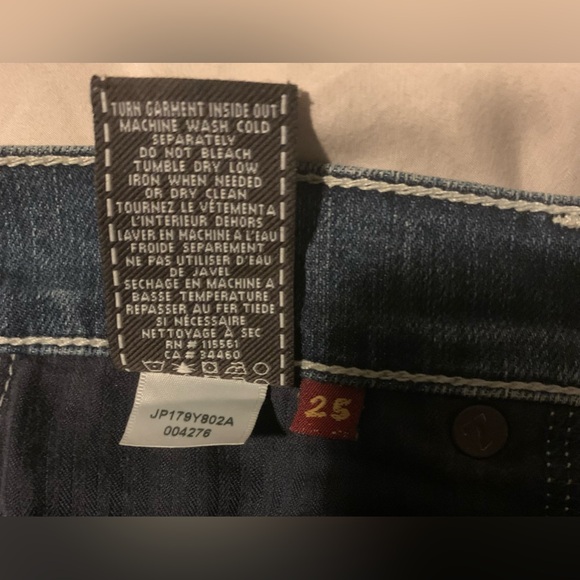 TURN GARMENT INSIDE OUT
MACHINE WASH COLD
SEPARATELY
DO NOT BLEACH
TUMBLE DRY LOW
IRON WHEN NEEDED
OR DRY CLEAN
TOURNEZ LE VÉTEMENT A
L'INTERIEUR DEHORS
LAVER EN MACHINE A L'EAU
FROIDE SEPAREMENT
NE PAS UTILISER D'EAU
DE JAVEL
SECHAGE EN MACHINE A
BASSE TEMPERATURE
REPASSER AU FER TIEDE
SI NÉCESSAIRE
NETTOYAGE À SEC
RN # 115561
CA # 34460
JP179Y802A
004276
25